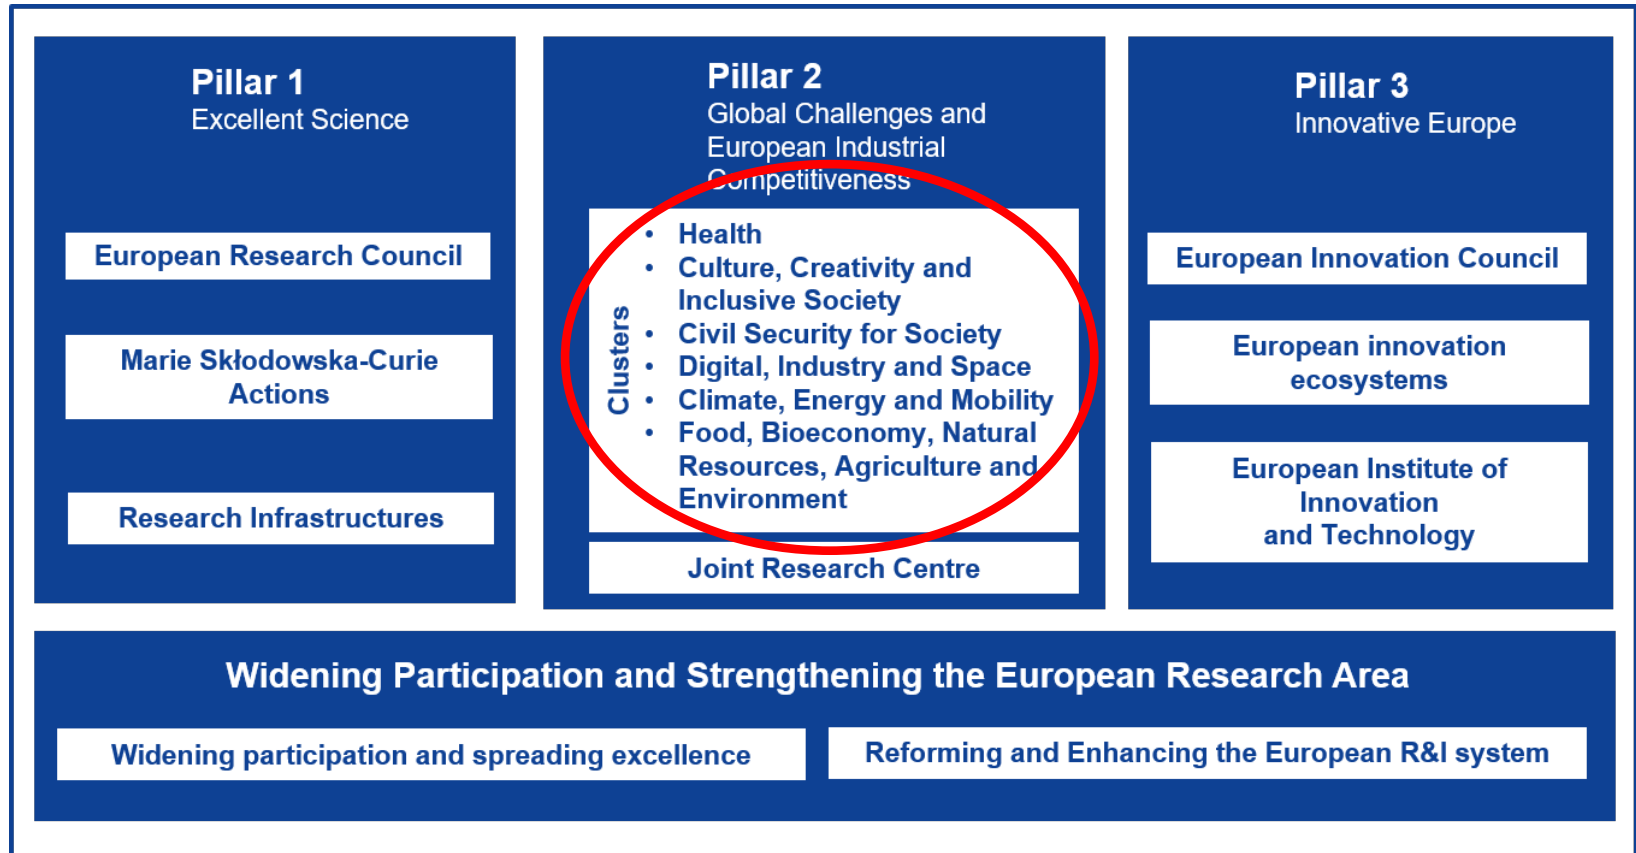 Pillar 1
Excellent Science
European Research Council
Marie Skłodowska-Curie
Actions
Research Infrastructures
Pillar 2
Global Challenges and
European Industrial
Competitiveness
Clusters
• Health
• Culture, Creativity and
Inclusive Society
• Civil Security for Society
• Digital, Industry and Space
• Climate, Energy and Mobility
• Food, Bioeconomy, Natural
Resources, Agriculture and
Environment
Joint Research Centre
Pillar 3
Innovative Europe
European Innovation Council
European innovation
ecosystems
European Institute of
Innovation
and Technology
Widening Participation and Strengthening the European Research Area
Widening participation and spreading excellence
Reforming and Enhancing the European R&I system